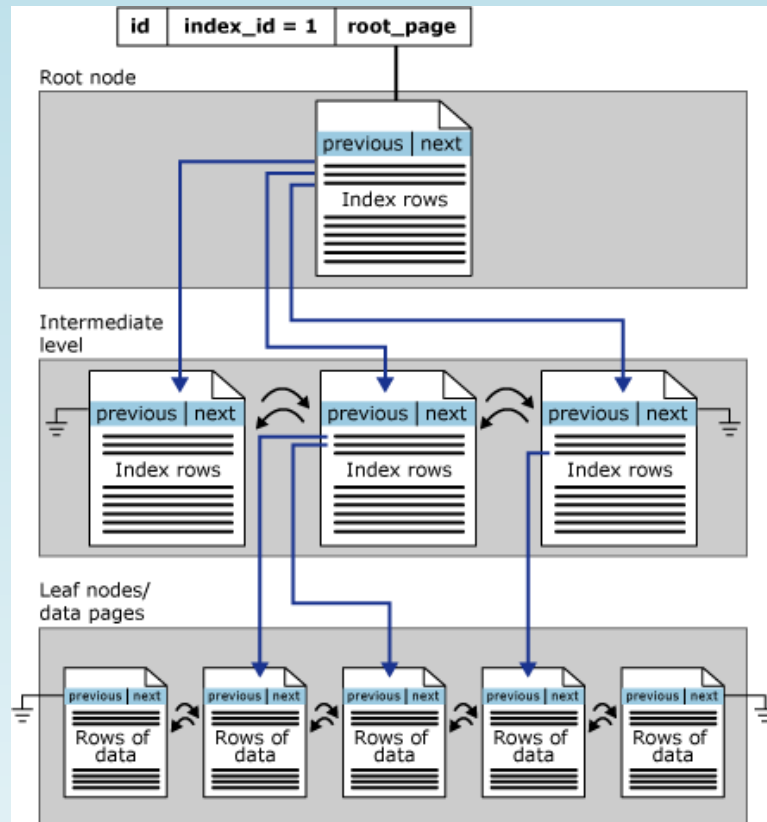 id index_id = 1 root_page
Root node
previous next
Index rows
Intermediate
level
previous next previous next previous next
Index rows Index rows Index rows
Leaf nodes/
data pages
previous next previous next previous next previous next previous next
Rows of Rows of Rows of Rows of Rows of
data data data data data